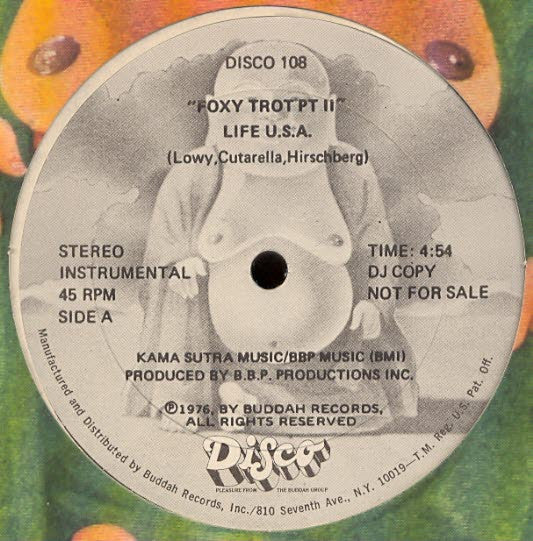 DISCO 108
"FOXY TROT PT II"
LIFE U.S.A.
(Lowy,Cutarella,Hirschberg)
STEREO
INSTRUMENTAL
45 RPM
SIDE A
TIME: 4:54
DJ COPY
NOT FOR SALE
KAMA SUTRA MUSIC/BBP MUSIC (BMI)
PRODUCED BY B.B.P. PRODUCTIONS INC.
Ⓟ1976, BY BUDDAH RECORDS,
ALL RIGHTS RESERVED
Disco
PLEASURE FROM THE BUDDAH GROUP
Manufactured and Distributed by Buddah Records, Inc./810 Seventh Ave., N.Y. 10019—T.M. Reg. U.S. Pat. Off.